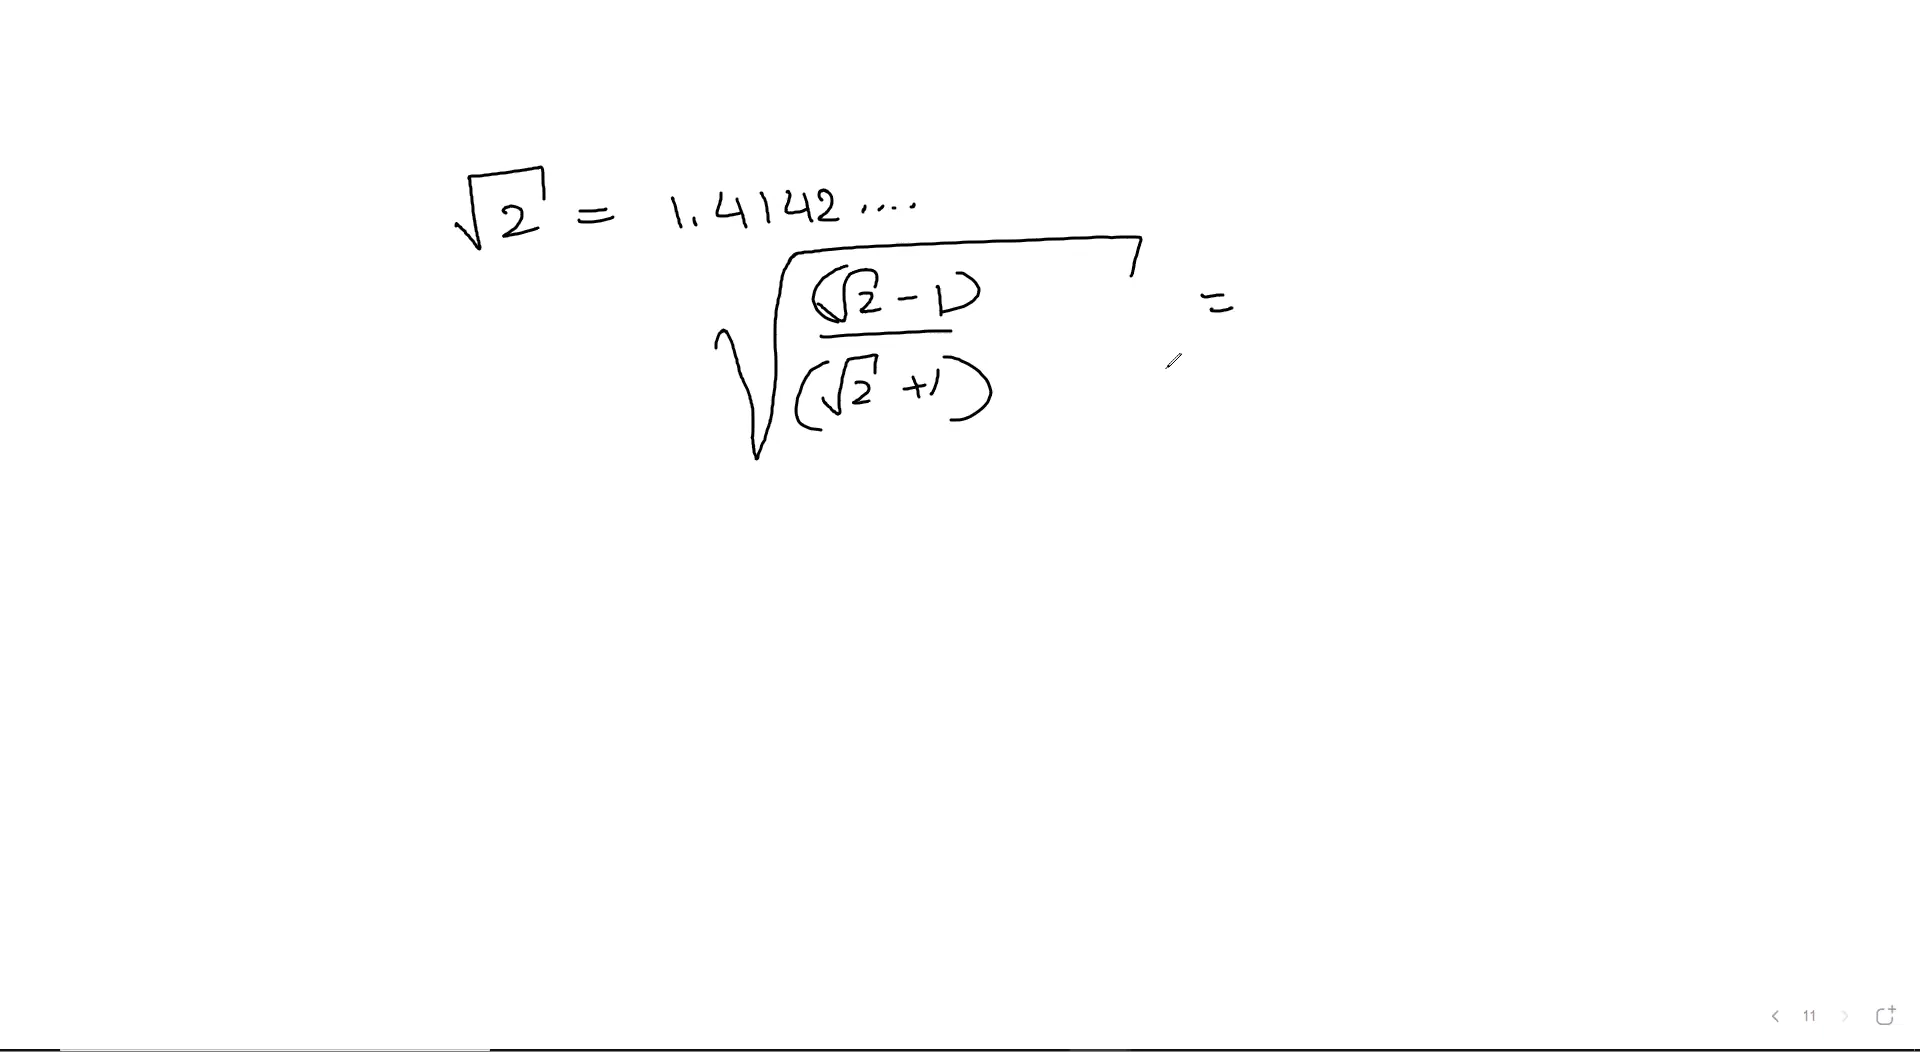 √2 = 1.4142....
√((√2 - 1)/(√2 + 1)) =
11